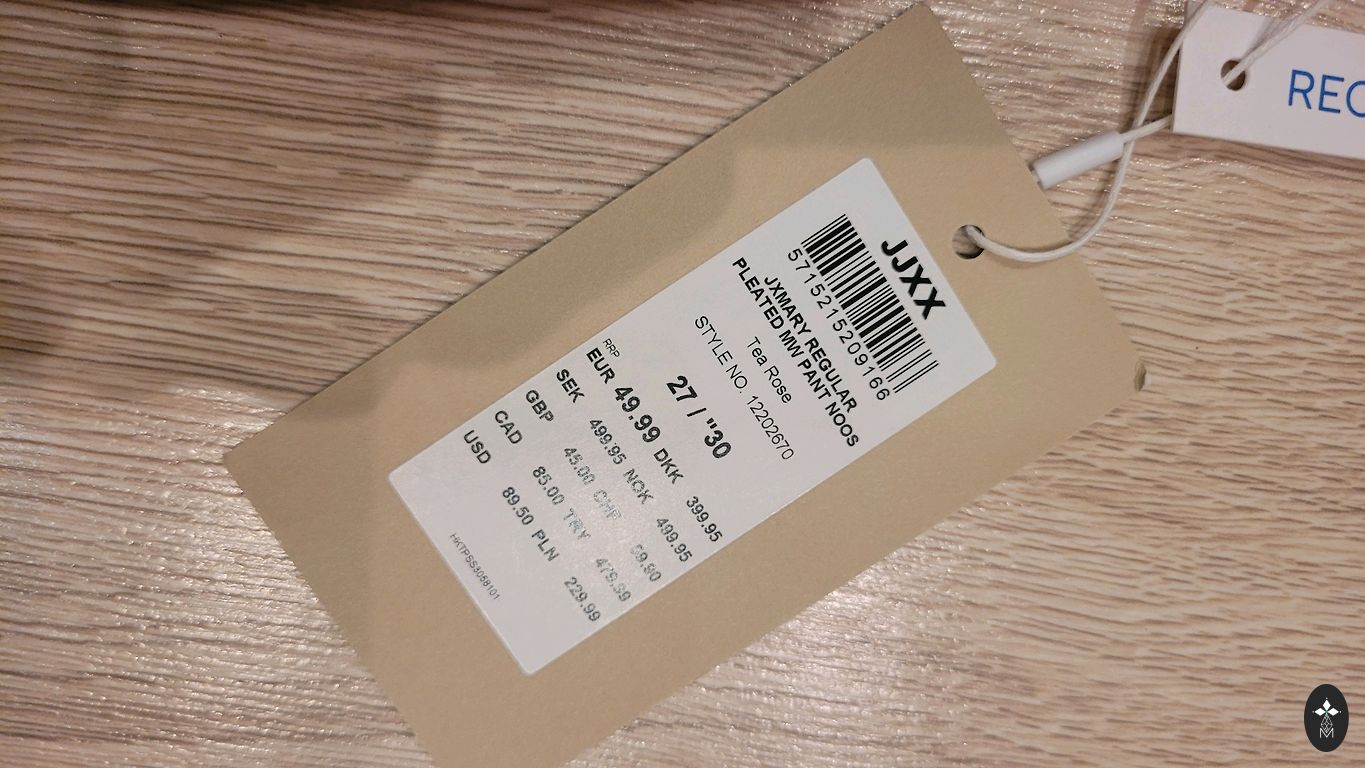 JJXX
5715215209166
JXMARY REGULAR
PLEATED MW PANT NOOS
Tea Rose
STYLE NO. 12202670
27 / "30
RRP
EUR 49.99 DKK 399.95
SEK 499.95 NOK 499.95
GBP 45.00 CHF 59.90
CAD 85.00 TRY 479.99
USD 89.50 PLN 229.99
HKTPSS3068101
REC
M